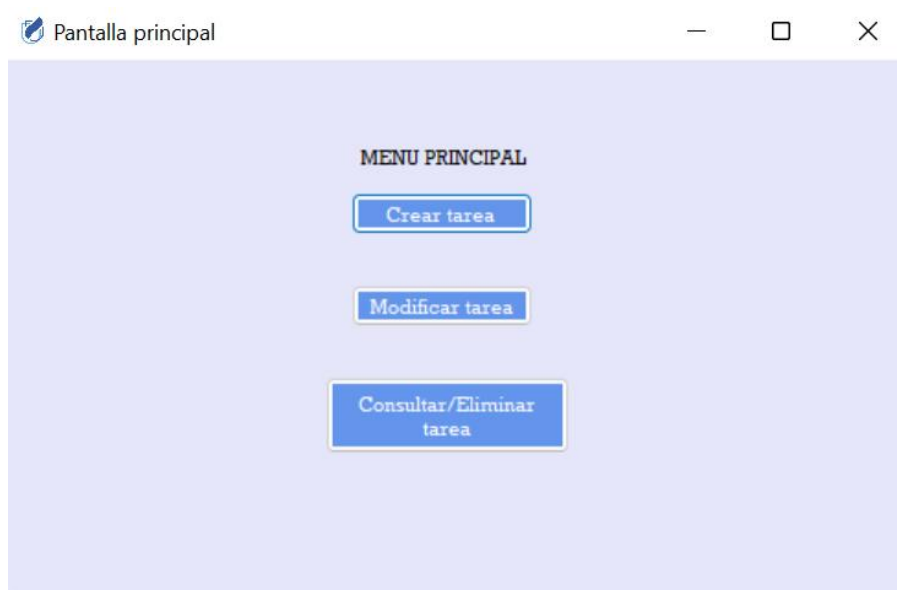 Pantalla principal
MENU PRINCIPAL
Crear tarea
Modificar tarea
Consultar/Eliminar
tarea